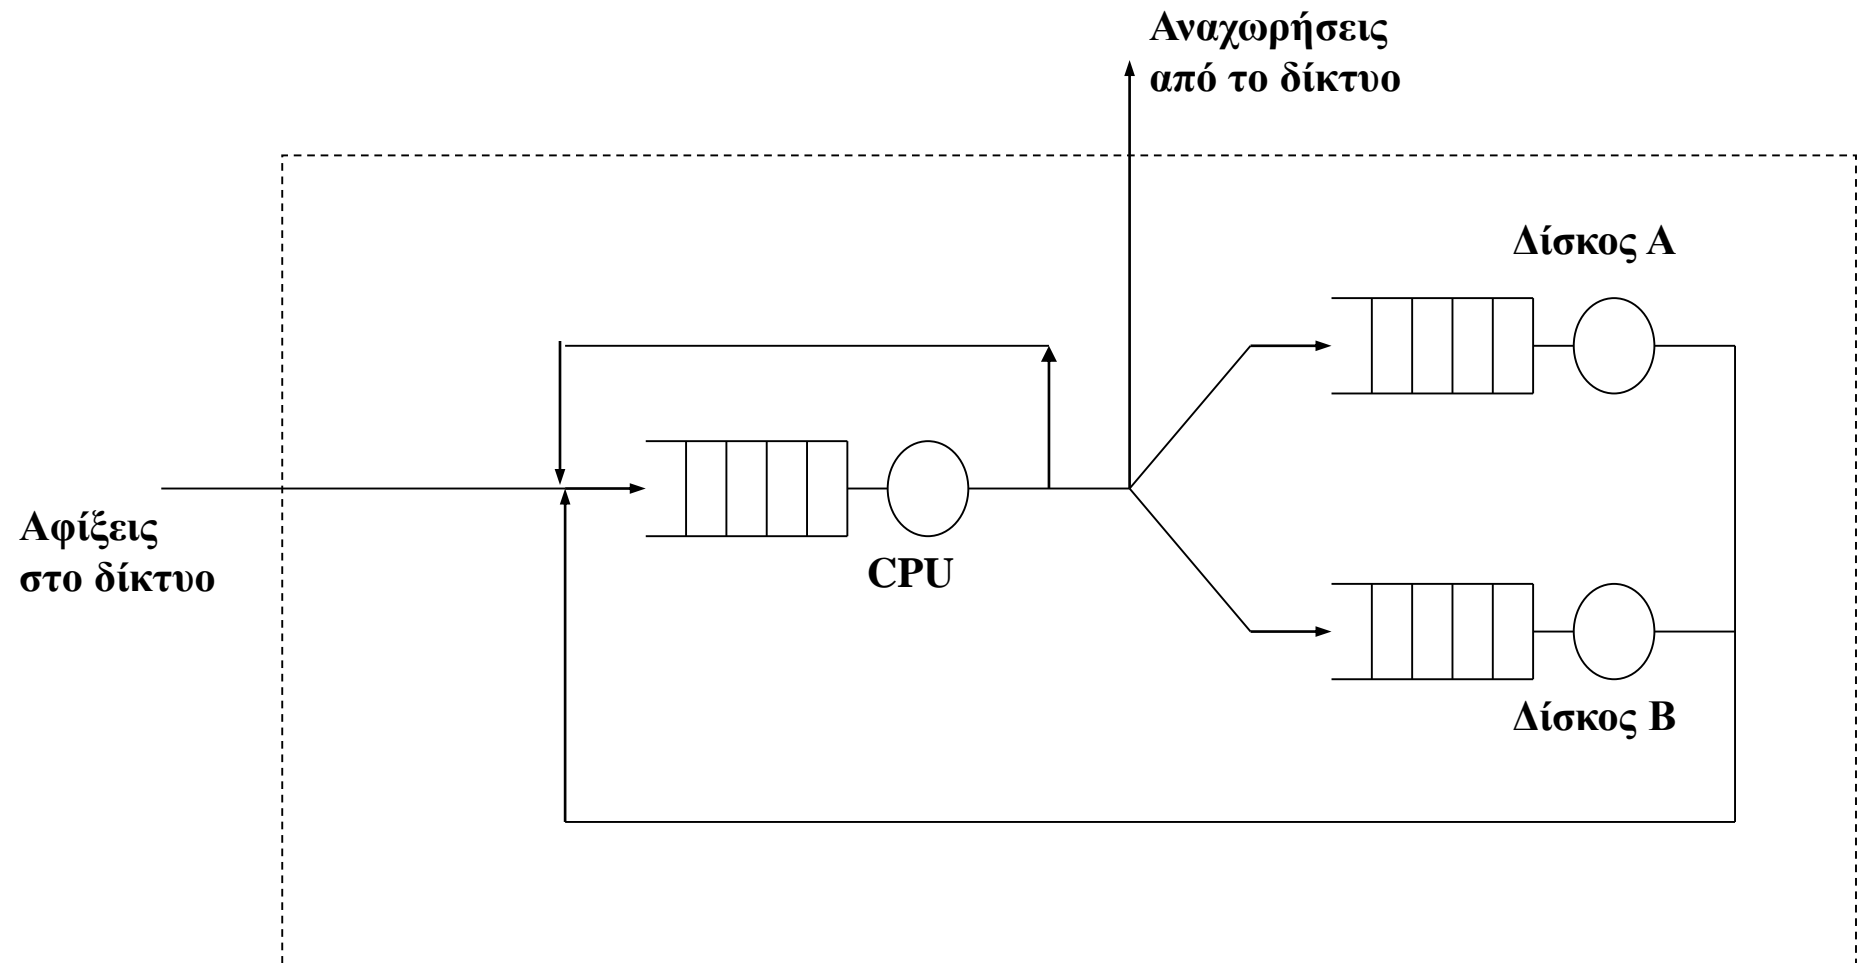 Αναχωρήσεις
από το δίκτυο
Δίσκος Α
Αφίξεις
στο δίκτυο
CPU
Δίσκος Β